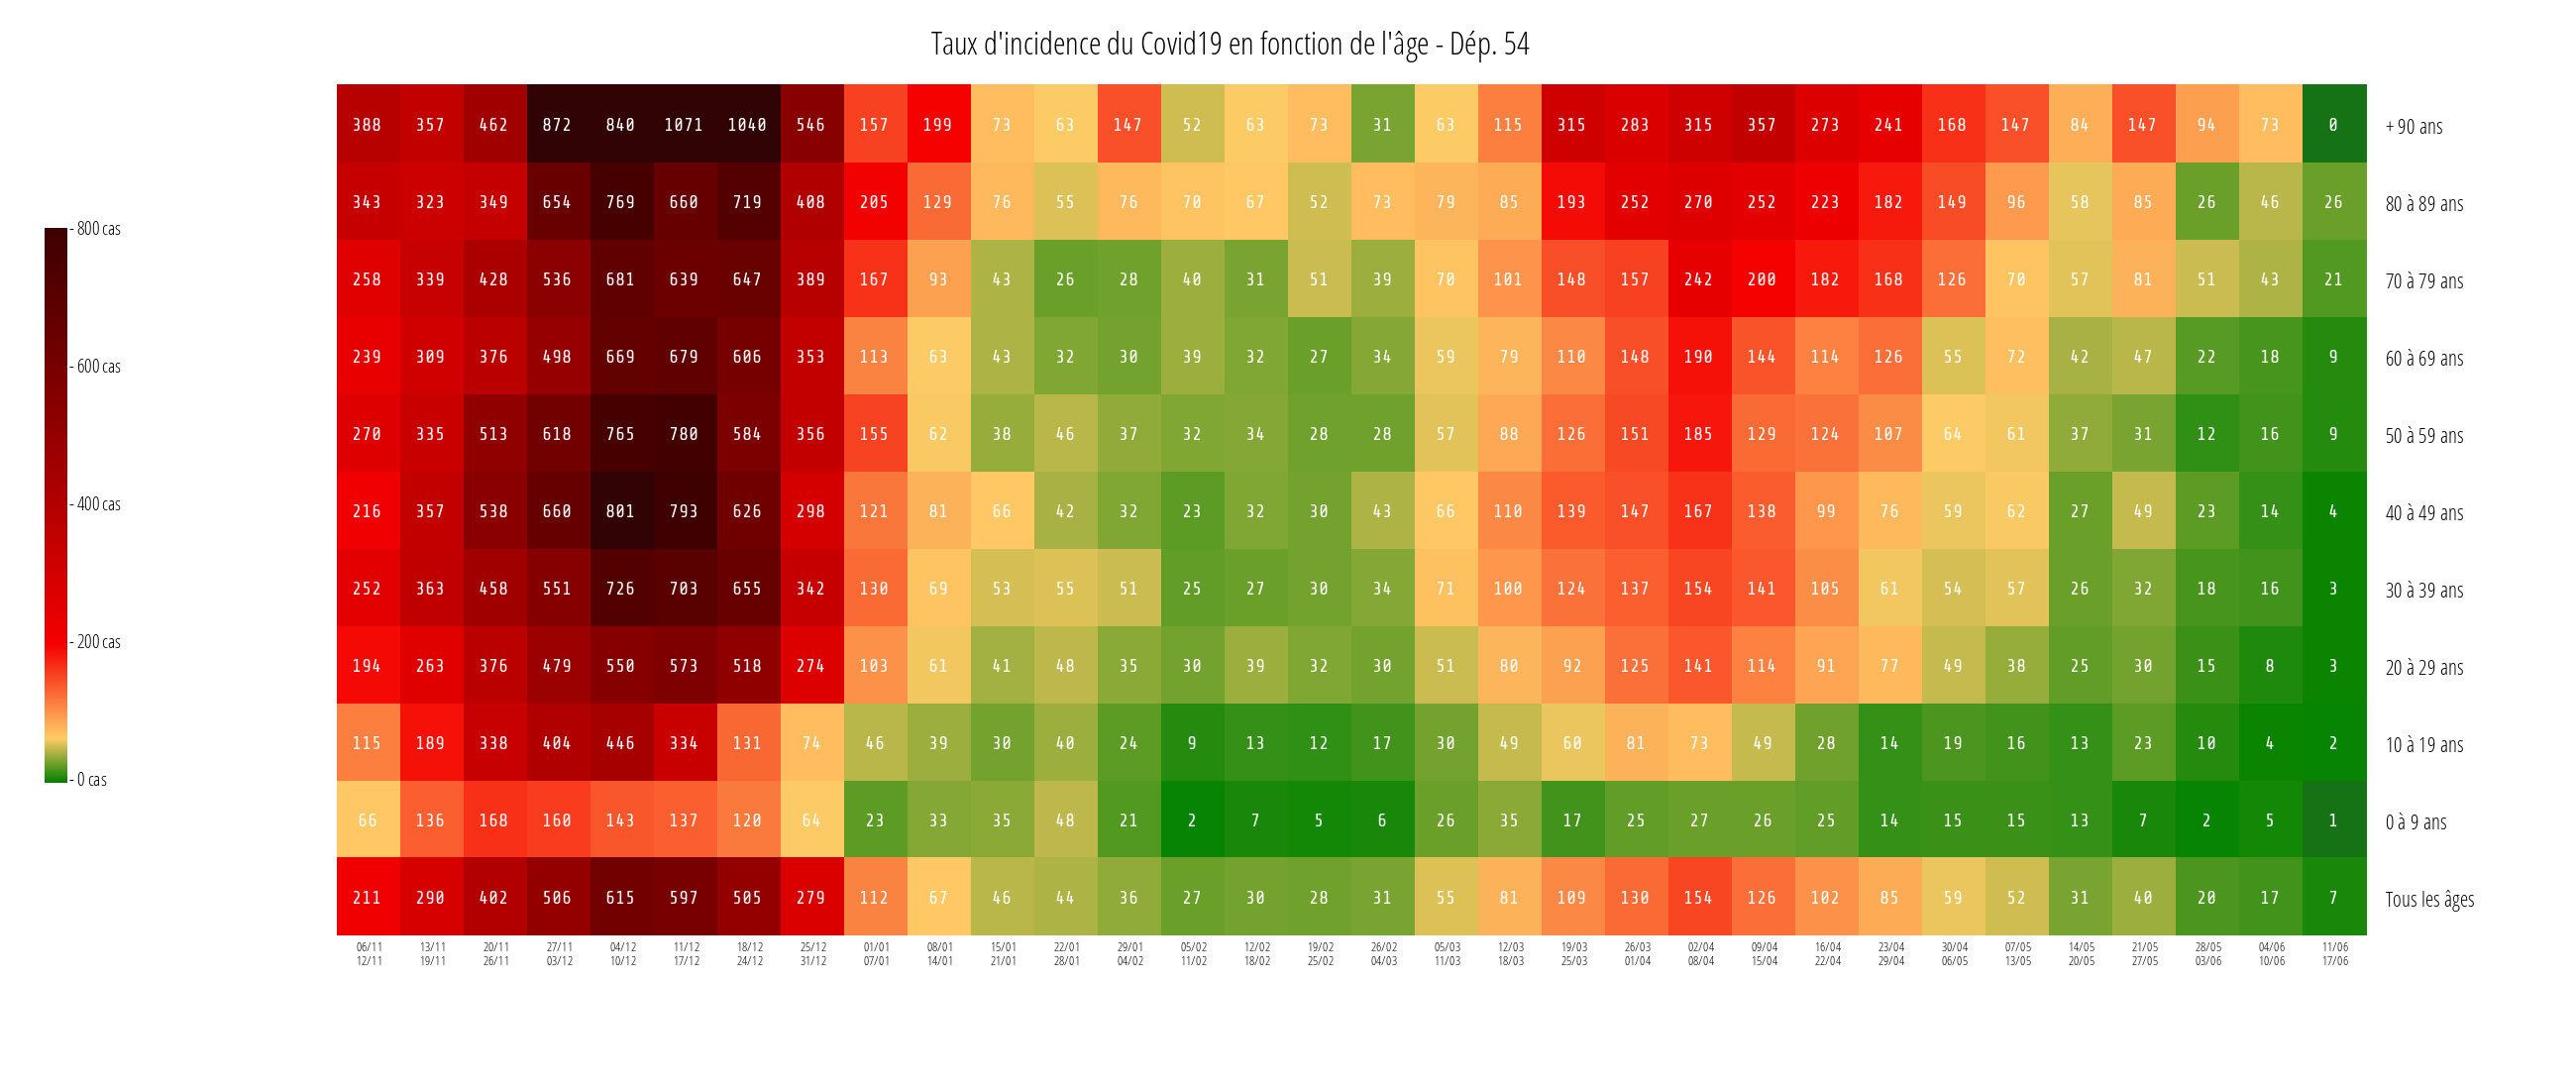 Taux d'incidence du Covid19 en fonction de l'âge - Dép. 54
- 800 cas
- 600 cas
- 400 cas
- 200 cas
- 0 cas
388 357 462 872 840 1071 1040 546 157 199 73 63 147 52 63 73 31 63 115 315 283 315 357 273 241 168 147 84 147 94 73 0 + 90 ans
343 323 349 654 769 660 719 408 205 129 76 55 76 70 67 52 73 79 85 193 252 270 252 223 182 149 96 58 85 26 46 26 80 à 89 ans
258 339 428 536 681 639 647 389 167 93 43 26 28 40 31 51 39 70 101 148 157 242 200 182 168 126 70 57 81 51 43 21 70 à 79 ans
239 309 376 498 669 679 606 353 113 63 43 32 30 39 32 27 34 59 79 110 148 190 144 114 126 55 72 42 47 22 18 9 60 à 69 ans
270 335 513 618 765 780 584 356 155 62 38 46 37 32 34 28 28 57 88 126 151 185 129 124 107 64 61 37 31 12 16 9 50 à 59 ans
216 357 538 660 801 793 626 298 121 81 66 42 32 23 32 30 43 66 110 139 147 167 138 99 76 59 62 27 49 23 14 4 40 à 49 ans
252 363 458 551 726 703 655 342 130 69 53 55 51 25 27 30 34 71 100 124 137 154 141 105 61 54 57 26 32 18 16 3 30 à 39 ans
194 263 376 479 550 573 518 274 103 61 41 48 35 30 39 32 30 51 80 92 125 141 114 91 77 49 38 25 30 15 8 3 20 à 29 ans
115 189 338 404 446 334 131 74 46 39 30 40 24 9 13 12 17 30 49 60 81 73 49 28 14 19 16 13 23 10 4 2 10 à 19 ans
66 136 168 160 143 137 120 64 23 33 35 48 21 2 7 5 6 26 35 17 25 27 26 25 14 15 15 13 7 2 5 1 0 à 9 ans
211 290 402 506 615 597 505 279 112 67 46 44 36 27 30 28 31 55 81 109 130 154 126 102 85 59 52 31 40 20 17 7 Tous les âges
06/11 13/11 20/11 27/11 04/12 11/12 18/12 25/12 01/01 08/01 15/01 22/01 29/01 05/02 12/02 19/02 26/02 05/03 12/03 19/03 26/03 02/04 09/04 16/04 23/04 30/04 07/05 14/05 21/05 28/05 04/06 11/06
12/11 19/11 26/11 03/12 10/12 17/12 24/12 31/12 07/01 14/01 21/01 28/01 04/02 11/02 18/02 25/02 04/03 11/03 18/03 25/03 01/04 08/04 15/04 22/04 29/04 06/05 13/05 20/05 27/05 03/06 10/06 17/06